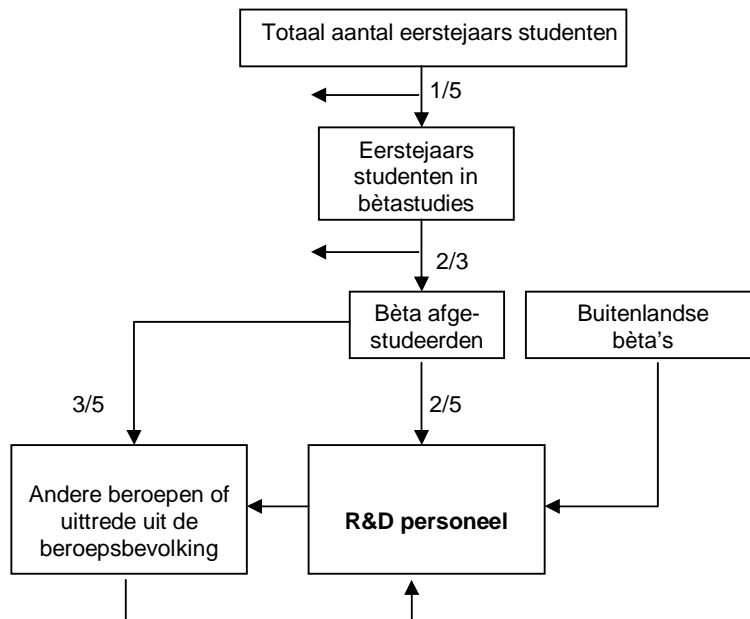 Totaal aantal eerstejaars studenten
1/5
Eerstejaars
studenten in
bètastudies
2/3
Bèta afge-
studeerden
Buitenlandse
bèta's
3/5
2/5
Andere beroepen of
uittrede uit de
beroepsbevolking
R&D personeel